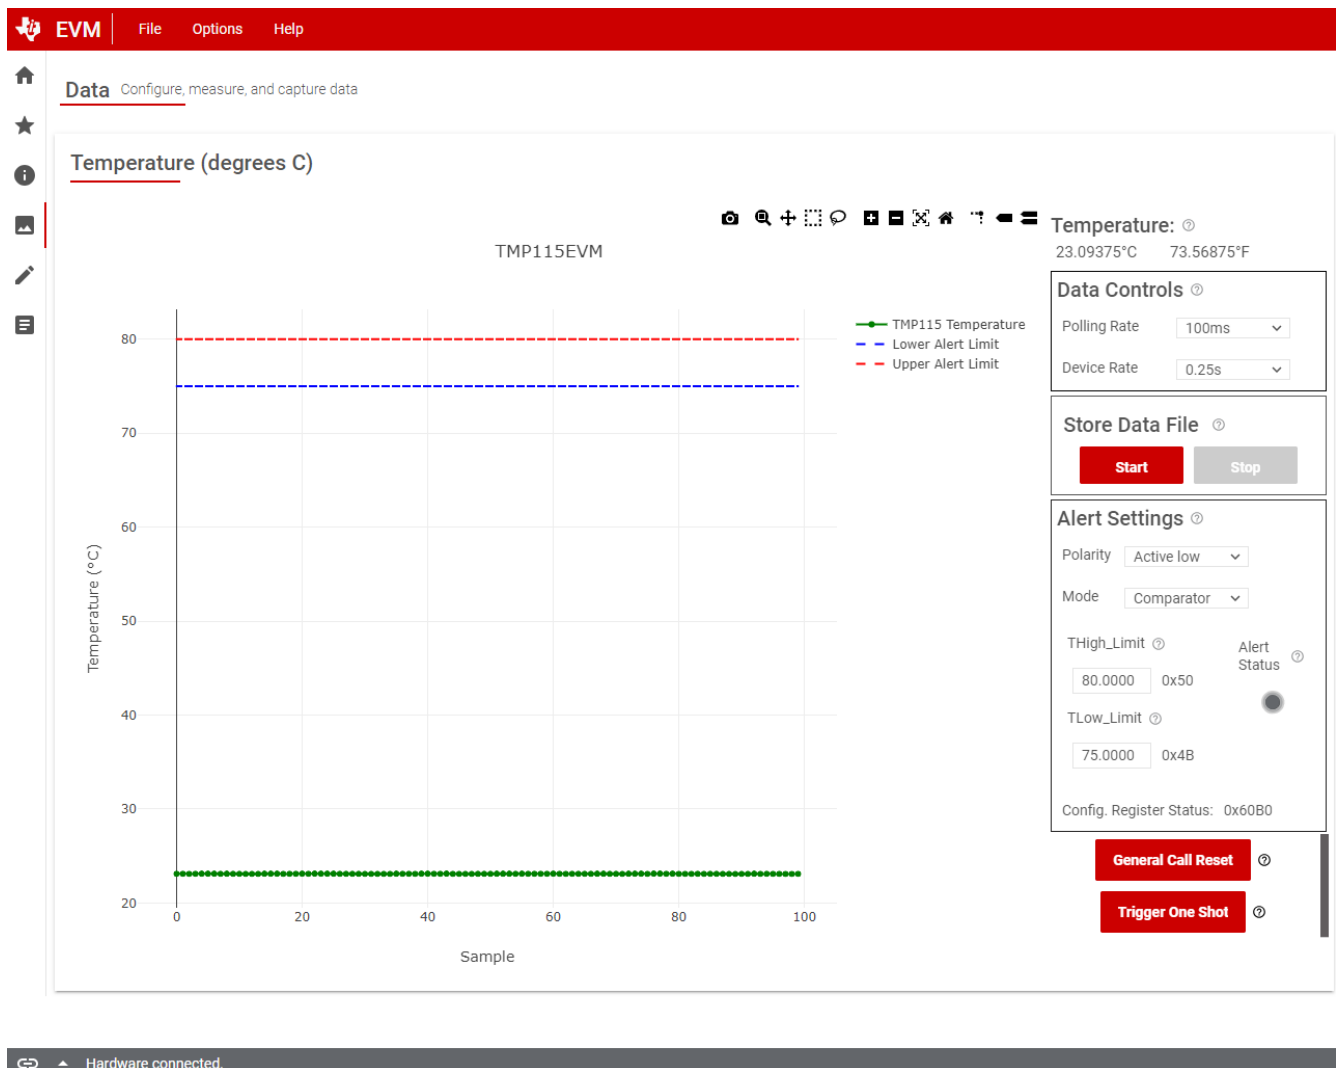 EVM File Options Help
Data Configure, measure, and capture data
Temperature (degrees C)
TMP115EVM
80
70
60
50
40
30
20
Temperature (°C)
0 20 40 60 80 100
Sample
TMP115 Temperature
Lower Alert Limit
Upper Alert Limit
Temperature:
23.09375°C 73.56875°F
Data Controls
Polling Rate 100ms
Device Rate 0.25s
Store Data File
Start Stop
Alert Settings
Polarity Active low
Mode Comparator
THigh_Limit
80.0000 0x50
Alert
Status
TLow_Limit
75.0000 0x4B
Config. Register Status: 0x60B0
General Call Reset
Trigger One Shot
Hardware connected.